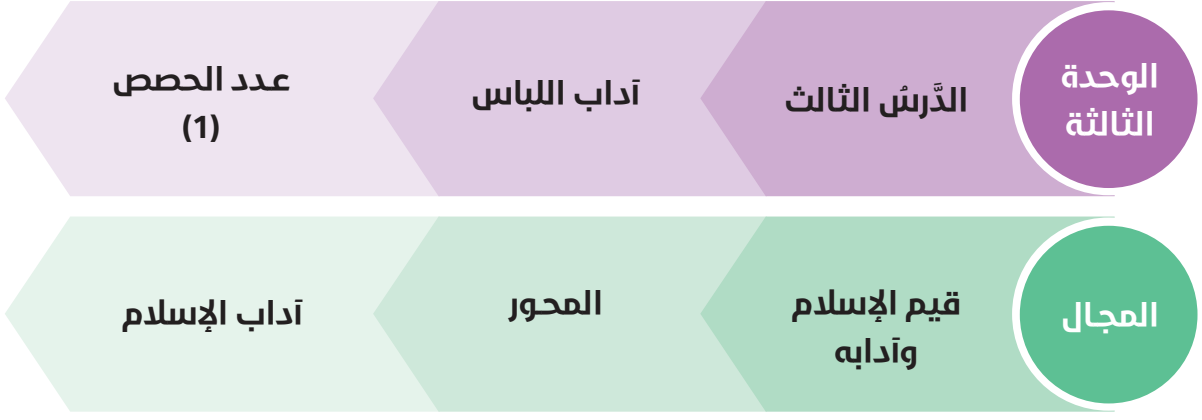 الوحدة
الثالثة
الدَّرسُ الثالث
آداب اللباس
عدد الحصص
(1)
المجال
قيم الإسلام
وآدابه
المحور
آداب الإسلام